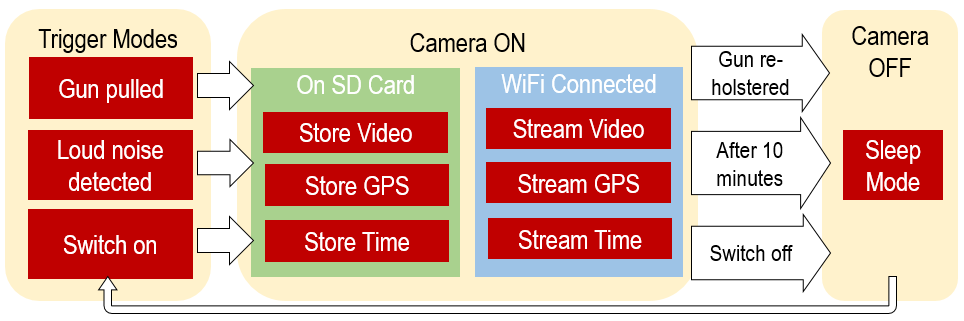 Trigger Modes
Gun pulled
Loud noise
detected
Switch on
Camera ON
On SD Card
Store Video
Store GPS
Store Time
WiFi Connected
Stream Video
Stream GPS
Stream Time
Gun re-
holstered
After 10
minutes
Switch off
Camera
OFF
Sleep
Mode